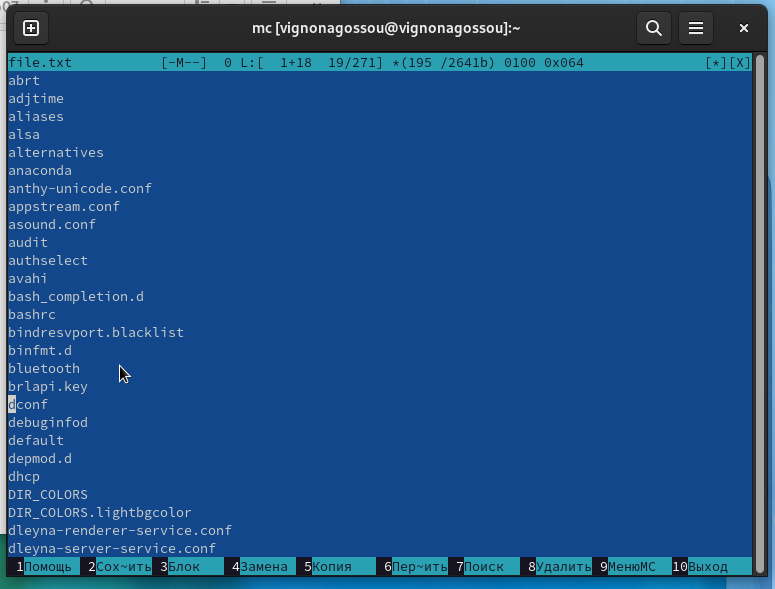 mc [vignonagossou@vignonagossou]:~
file.txt [-M--] 0 L:[ 1+18 19/271] *(195 /2641b) 0100 0x064 [*][X]
abrt
adjtime
aliases
alsa
alternatives
anaconda
anthy-unicode.conf
appstream.conf
asound.conf
audit
authselect
avahi
bash_completion.d
bashrc
bindresvport.blacklist
binfmt.d
bluetooth
brlapi.key
dconf
debuginfod
default
depmod.d
dhcp
DIR_COLORS
DIR_COLORS.lightbgcolor
dleyna-renderer-service.conf
dleyna-server-service.conf
1Помощь 2Сох~ить 3Блок 4Замена 5Копия 6Пер~ить 7Поиск 8Удалить 9МенюMC 10Выход